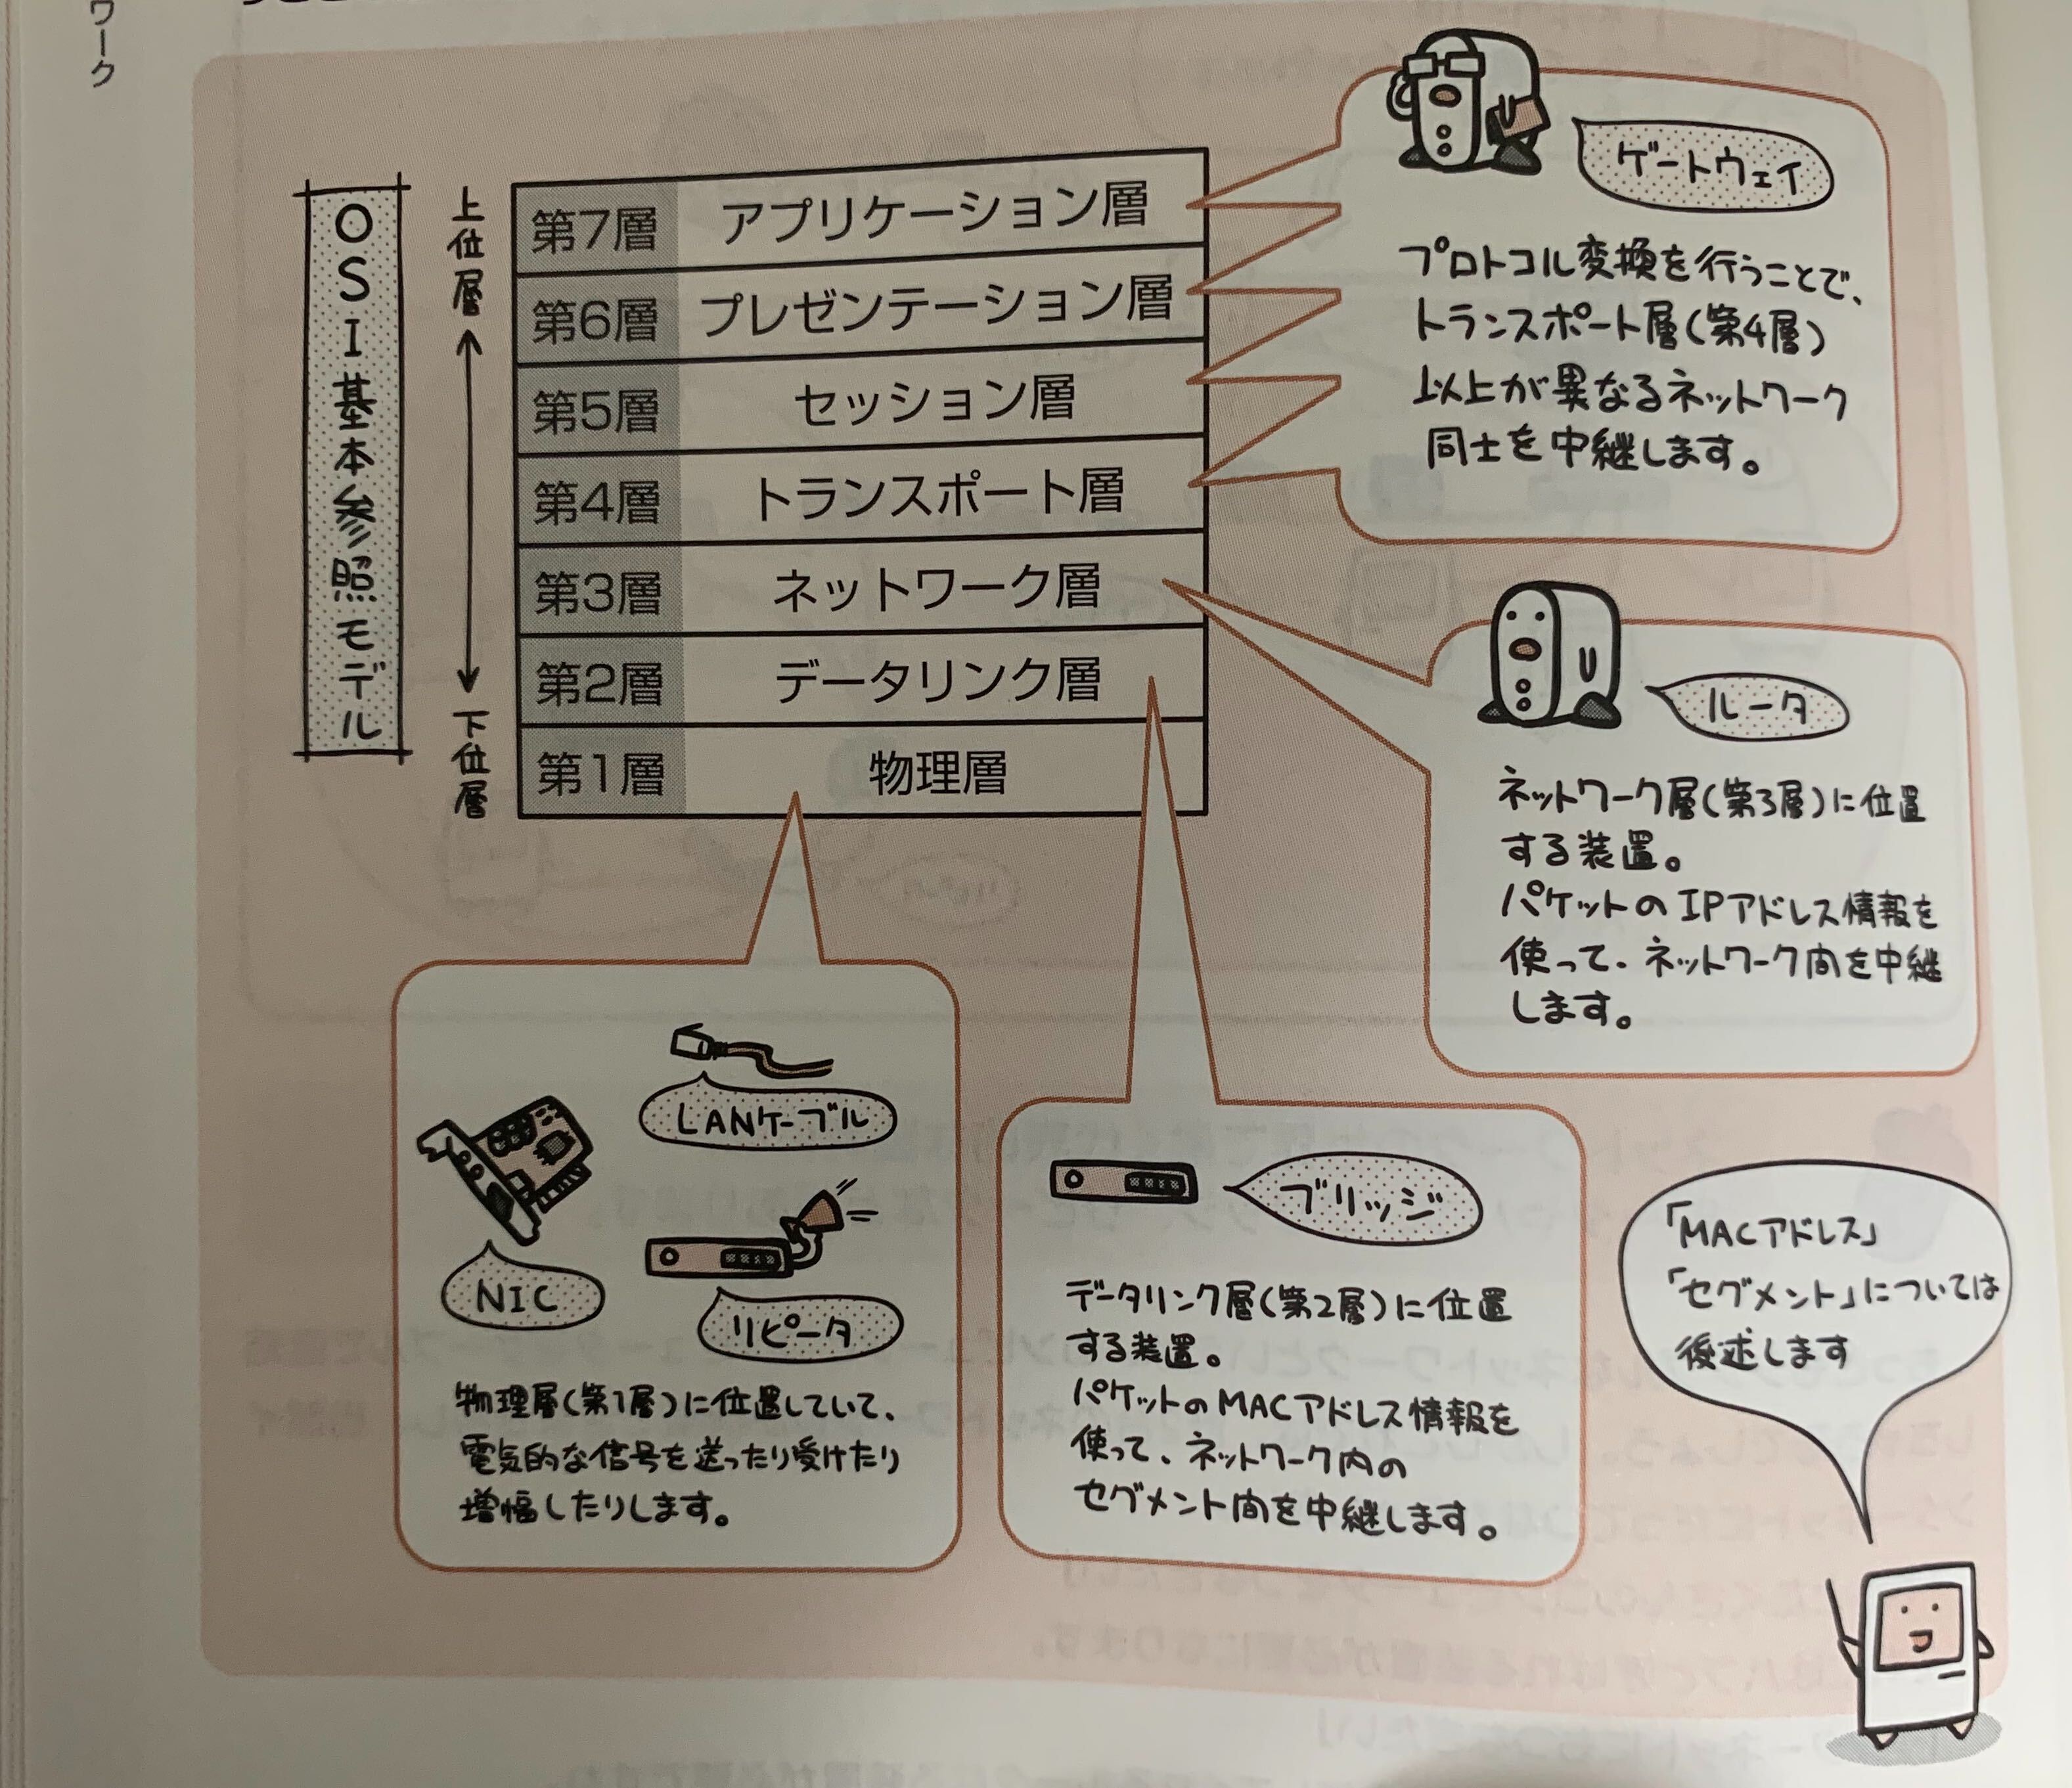 ワーク
OSI基本参照モデル
上位層
下位層
第7層 アプリケーション層
第6層 プレゼンテーション層
第5層 セッション層
第4層 トランスポート層
第3層 ネットワーク層
第2層 データリンク層
第1層 物理層
ゲートウェイ
プロトコル変換を行うことで、
トランスポート層(第4層)
以上が異なるネットワーク
同士を中継します。
ルータ
ネットワーク層(第3層)に位置
する装置。
パケットのIPアドレス情報を
使って、ネットワーク間を中継
します。
LANケーブル
NIC
リピータ
物理層(第1層)に位置していて、
電気的な信号を送ったり受けたり
増幅したりします。
ブリッジ
データリンク層(第2層)に位置
する装置。
パケットのMACアドレス情報を
使って、ネットワーク内の
セグメント間を中継します。
「MACアドレス」
「セグメント」については
後述します